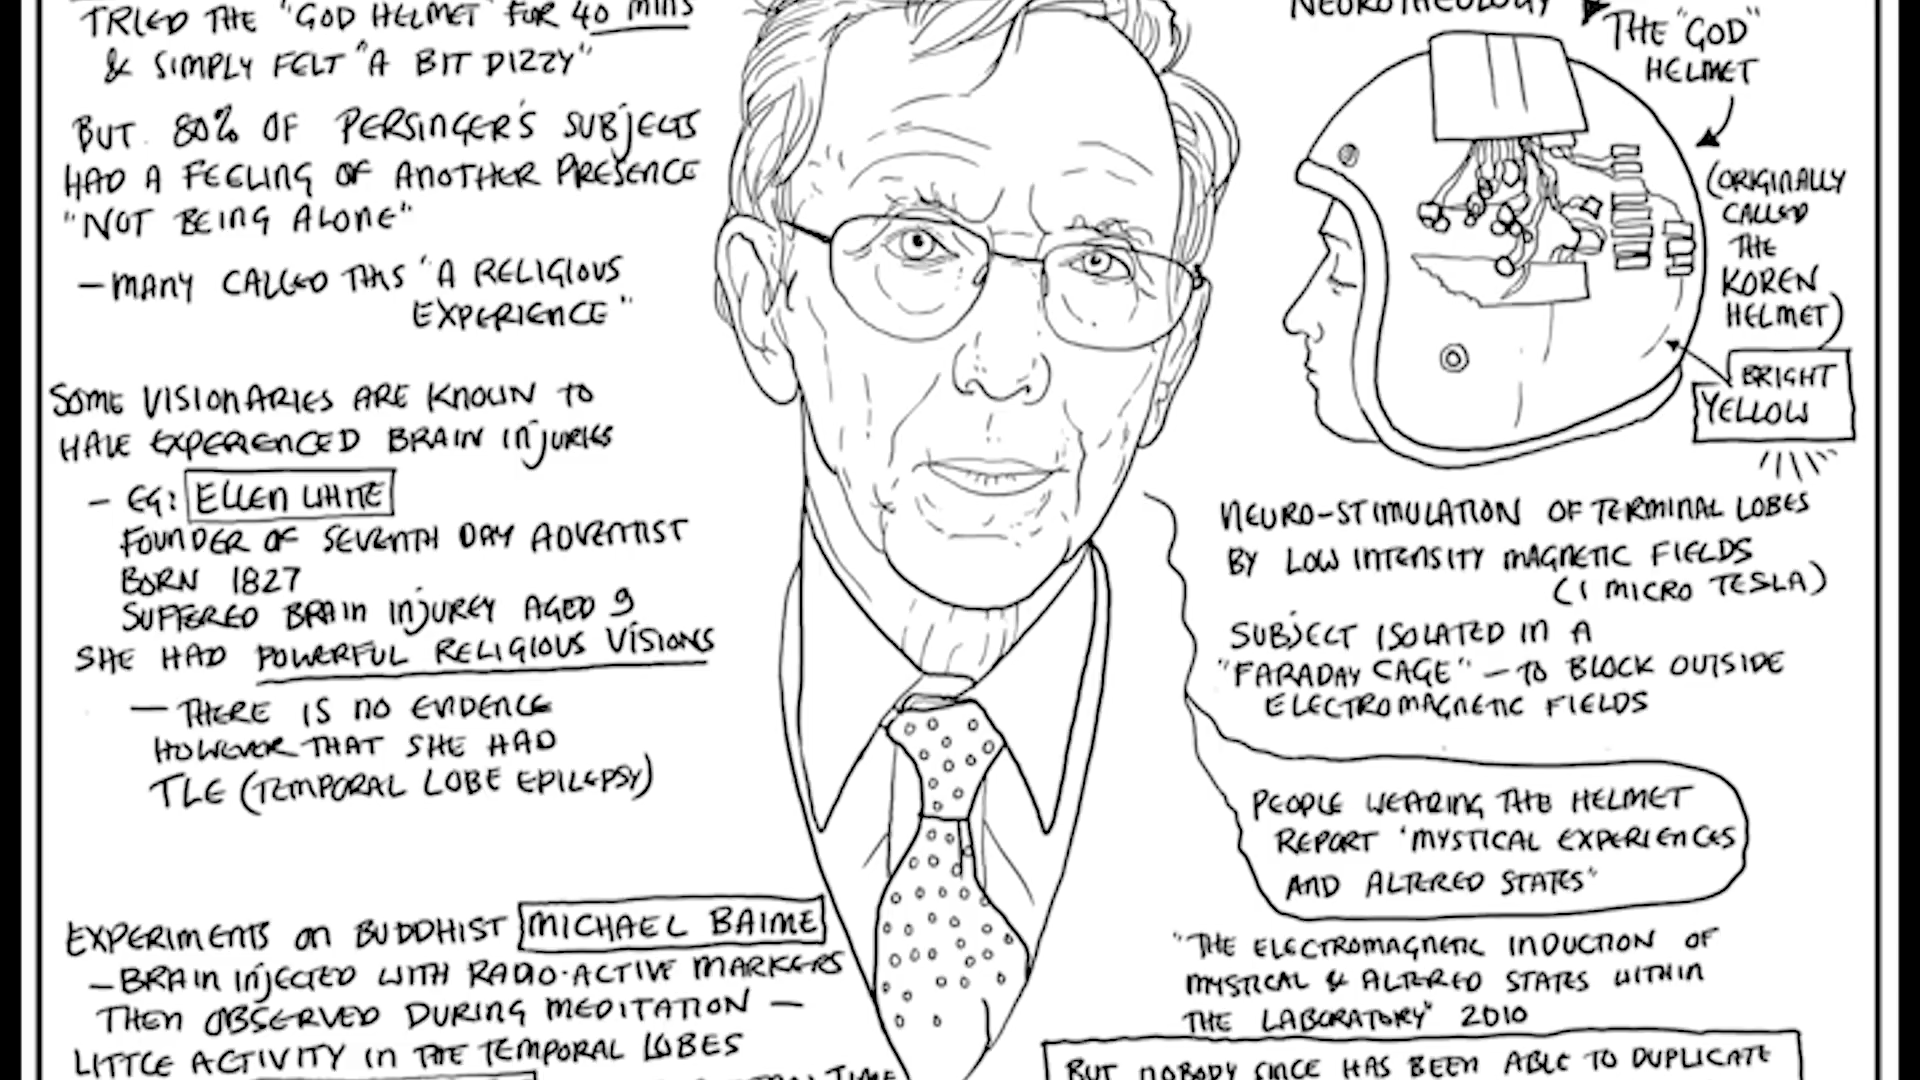 TRIED THE "GOD HELMET" FOR 40 MINS
& SIMPLY FELT "A BIT DIZZY"
BUT 80% OF PERSINGER'S SUBJECTS
HAD A FEELING OF ANOTHER PRESENCE
"NOT BEING ALONE"
- MANY CALLED THIS 'A RELIGIOUS
EXPERIENCE"
SOME VISIONARIES ARE KNOWN TO
HAVE EXPERIENCED BRAIN INJURIES
- EG: ELLEN WHITE
FOUNDER OF SEVENTH DAY ADVENTIST
BORN 1827
SUFFERED BRAIN INJUREY AGED 9
SHE HAD POWERFUL RELIGIOUS VISIONS
- THERE IS NO EVIDENCE
HOWEVER THAT SHE HAD
TLE (TEMPORAL LOBE EPILEPSY)
EXPERIMENTS ON BUDDHIST MICHAEL BAIME
- BRAIN INJECTED WITH RADIO-ACTIVE MARKERS
THEN OBSERVED DURING MEDITATION -
LITTLE ACTIVITY IN THE TEMPORAL LOBES
NEUROTHEOLOGY
THE "GOD"
HELMET
(ORIGINALLY
CALLED
THE
KOREN
HELMET)
BRIGHT
YELLOW
NEURO-STIMULATION OF TERMINAL LOBES
BY LOW INTENSITY MAGNETIC FIELDS
(1 MICRO TESLA)
SUBJECT ISOLATED IN A
"FARADAY CAGE" - TO BLOCK OUTSIDE
ELECTROMAGNETIC FIELDS
PEOPLE WEARING THE HELMET
REPORT 'MYSTICAL EXPERIENCES
AND ALTERED STATES"
"THE ELECTROMAGNETIC INDUCTION OF
MYSTICAL & ALTERED STATES WITHIN
THE LABORATORY" 2010
BUT NOBODY SINCE HAS BEEN ABLE TO DUPLICATE